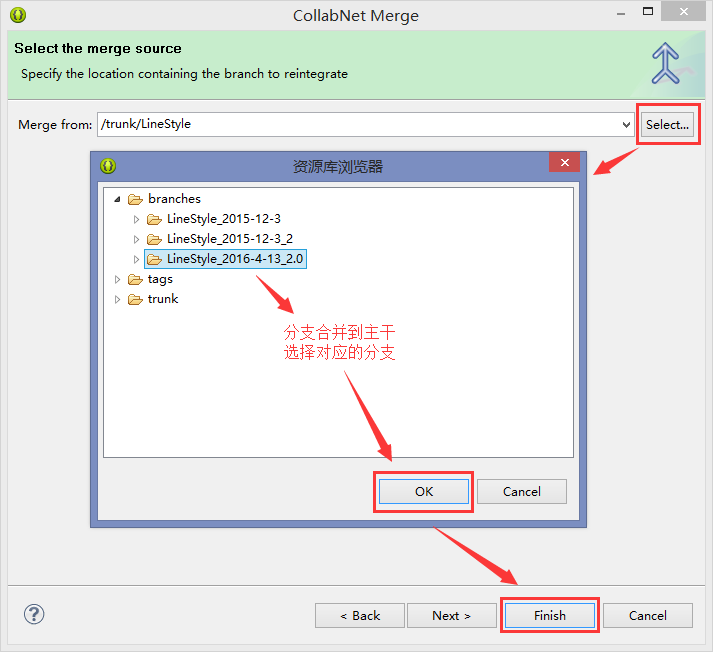 CollabNet Merge
Select the merge source
Specify the location containing the branch to reintegrate
Merge from: /trunk/LineStyle Select...
资源库浏览器
branches
LineStyle_2015-12-3
LineStyle_2015-12-3_2
LineStyle_2016-4-13_2.0
tags
trunk
分支合并到主干
选择对应的分支
OK Cancel
< Back Next > Finish Cancel